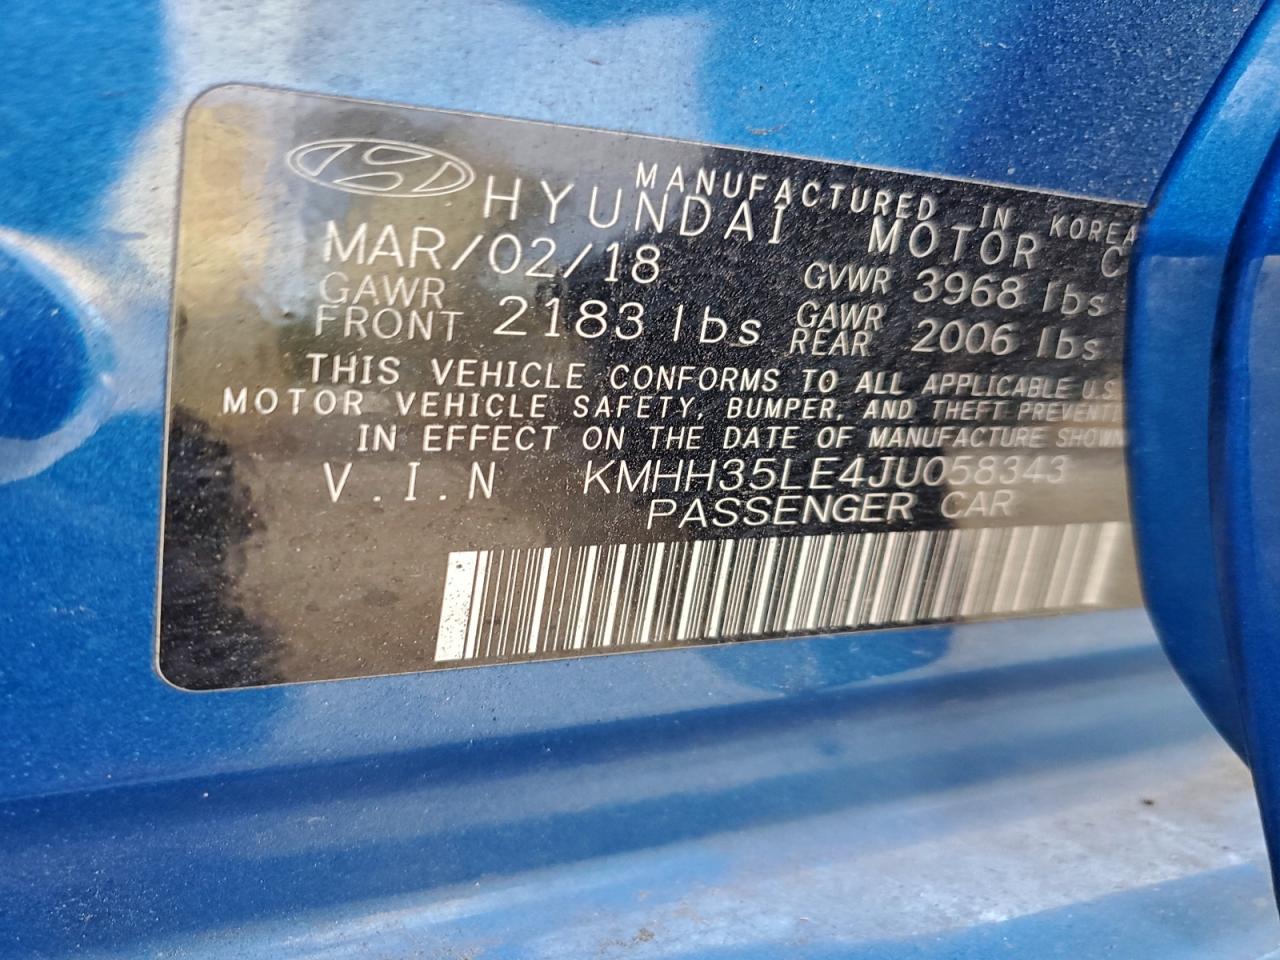 MANUFACTURED IN KOREA
HYUNDAI MOTOR
MAR/02/18 GVWR 3968 lbs
GAWR FRONT 2183 lbs GAWR REAR 2006 lbs
THIS VEHICLE CONFORMS TO ALL APPLICABLE U.S
MOTOR VEHICLE SAFETY, BUMPER, AND THEFT PREVENTI
IN EFFECT ON THE DATE OF MANUFACTURE SHOWN
V.I.N KMHH35LE4JU058343
PASSENGER CAR